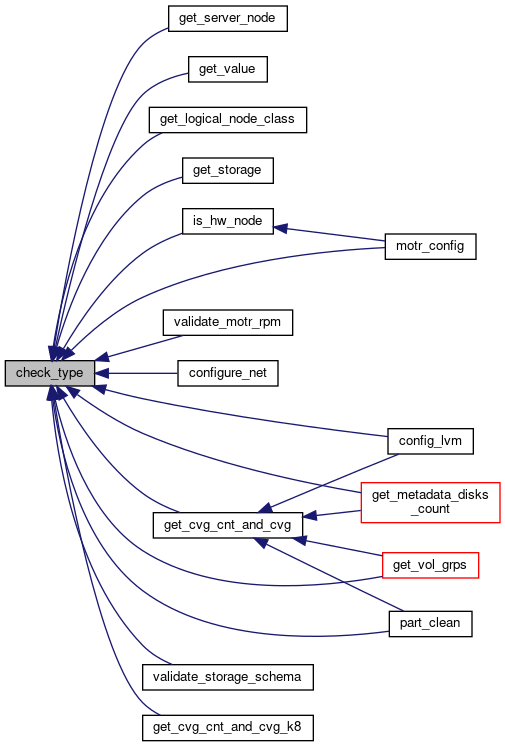 get_server_node
get_value
get_logical_node_class
get_storage
is_hw_node
motr_config
validate_motr_rpm
check_type
configure_net
config_lvm
get_metadata_disks
_count
get_cvg_cnt_and_cvg
get_vol_grps
part_clean
validate_storage_schema
get_cvg_cnt_and_cvg_k8